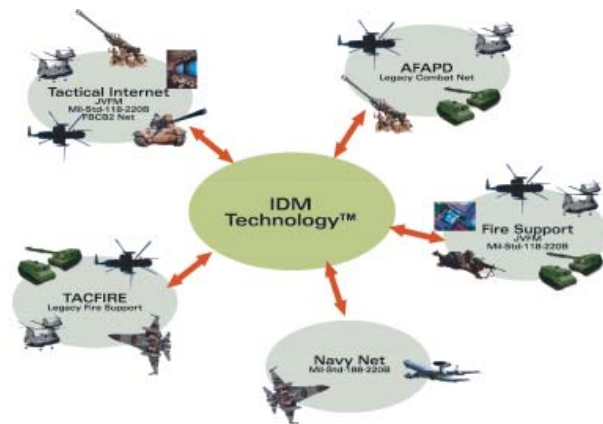 Tactical Internet
JVFM
Mil-Std-118-220B
FBCB2 Net
AFAPD
Legacy Combat Net
IDM
Technology™
Fire Support
JVFM
Mil-Std-118-220B
TACFIRE
Legacy Fire Support
Navy Net
Mil-Std-188-220B